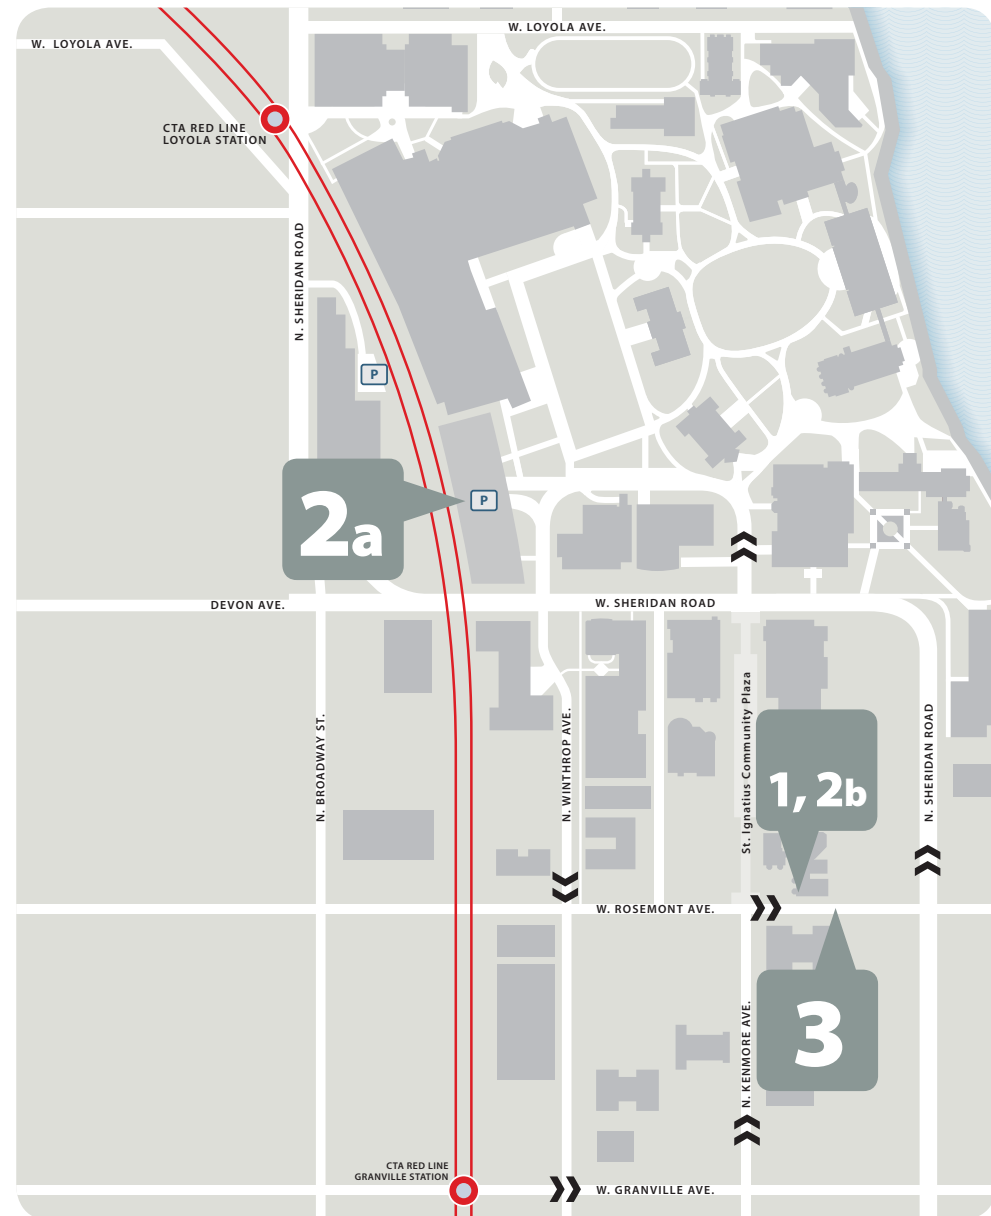 W. LOYOLA AVE.
W. LOYOLA AVE.
CTA RED LINE
LOYOLA STATION
N. SHERIDAN ROAD
P
2a
P
DEVON AVE.
W. SHERIDAN ROAD
N. BROADWAY ST.
N. WINTHROP AVE.
St. Ignatius Community Plaza
1, 2b
N. SHERIDAN ROAD
W. ROSEMONT AVE.
3
N. KENMORE AVE.
CTA RED LINE
GRANVILLE STATION
W. GRANVILLE AVE.